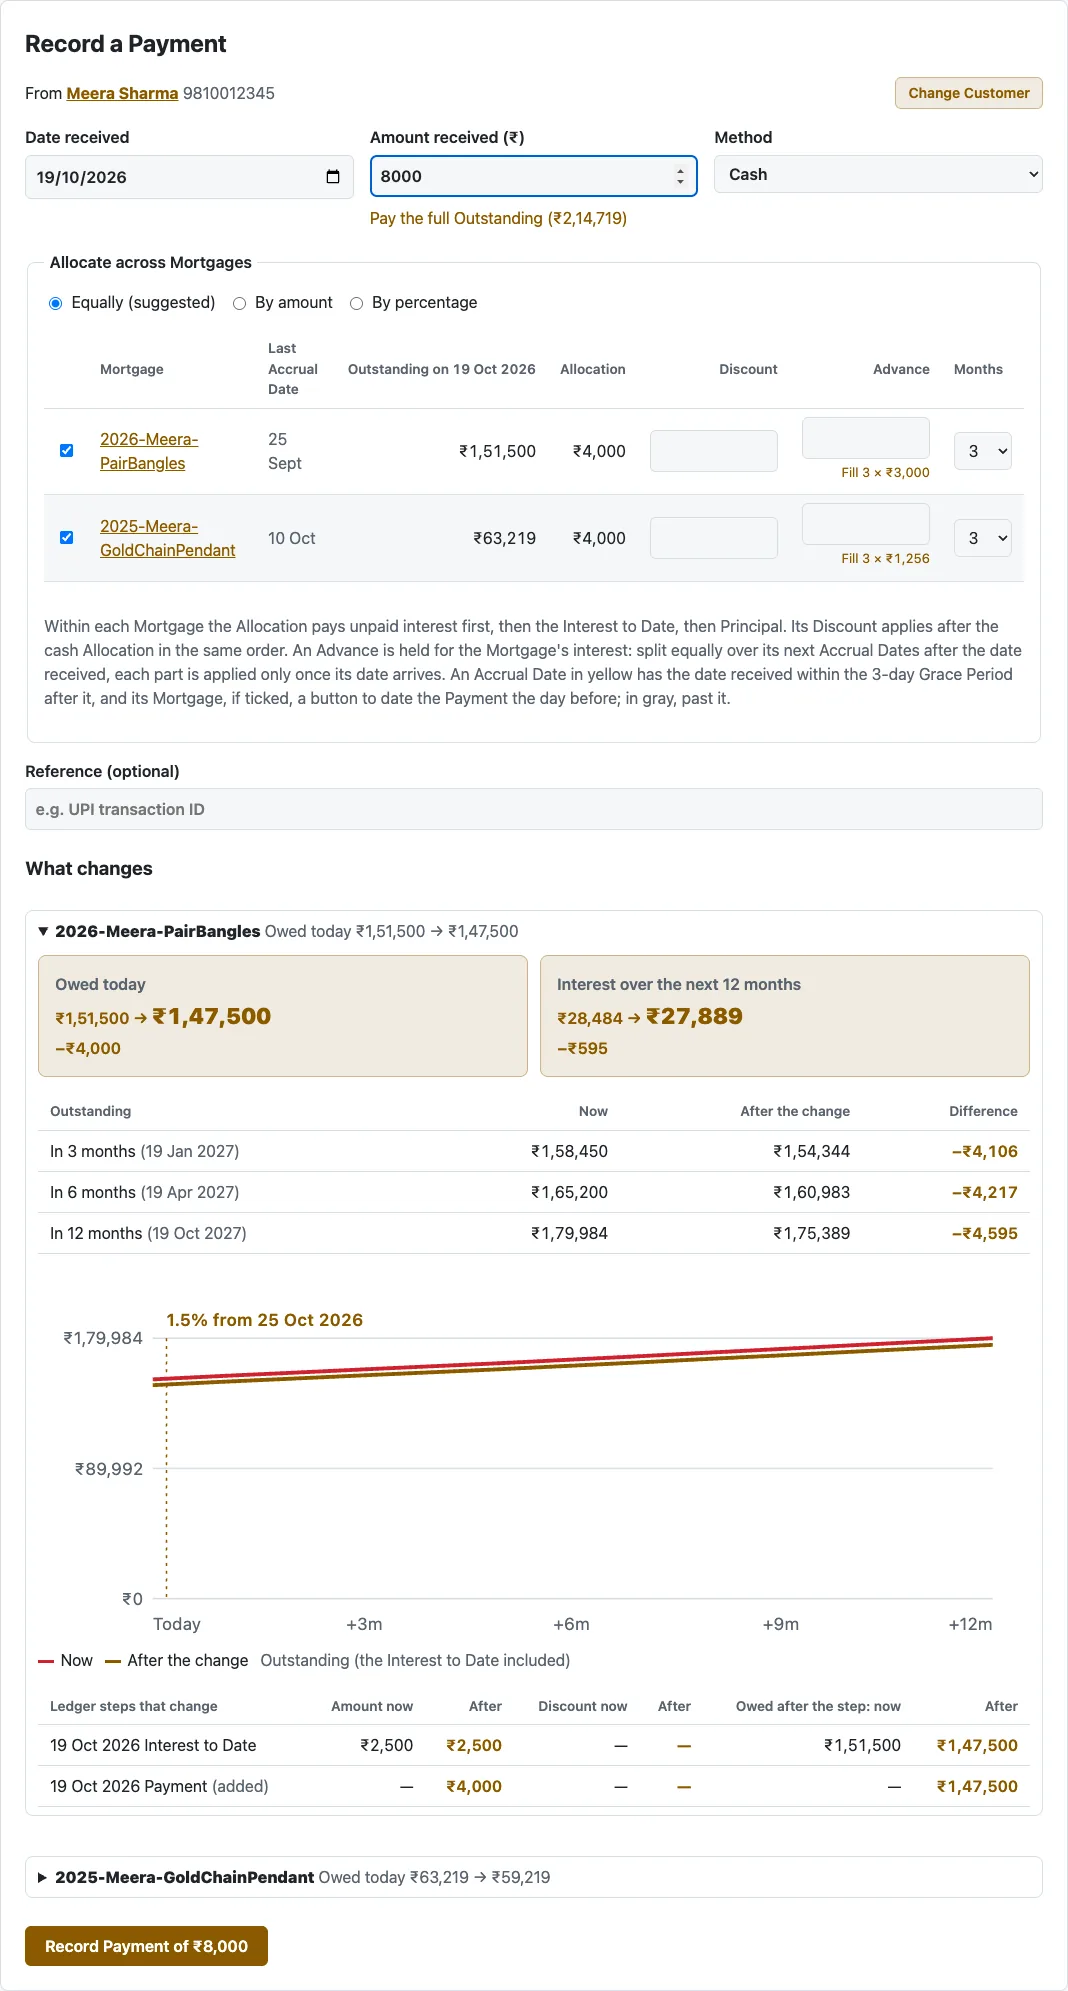 Record a Payment
From Meera Sharma 9810012345
Change Customer
Date received
Amount received (₹)
Method
19/10/2026
8000
Cash
Pay the full Outstanding (₹2,14,719)
Allocate across Mortgages
Equally (suggested) By amount By percentage
Mortgage Last Accrual Date Outstanding on 19 Oct 2026 Allocation Discount Advance Months
2026-Meera-PairBangles 25 Sept ₹1,51,500 ₹4,000 3
Fill 3 × ₹3,000
2025-Meera-GoldChainPendant 10 Oct ₹63,219 ₹4,000 3
Fill 3 × ₹1,256
Within each Mortgage the Allocation pays unpaid interest first, then the Interest to Date, then Principal. Its Discount applies after the
cash Allocation in the same order. An Advance is held for the Mortgage's interest: split equally over its next Accrual Dates after the date
received, each part is applied only once its date arrives. An Accrual Date in yellow has the date received within the 3-day Grace Period
after it, and its Mortgage, if ticked, a button to date the Payment the day before; in gray, past it.
Reference (optional)
e.g. UPI transaction ID
What changes
▼ 2026-Meera-PairBangles Owed today ₹1,51,500 → ₹1,47,500
Owed today
₹1,51,500 → ₹1,47,500
−₹4,000
Interest over the next 12 months
₹28,484 → ₹27,889
−₹595
Outstanding Now After the change Difference
In 3 months (19 Jan 2027) ₹1,58,450 ₹1,54,344 −₹4,106
In 6 months (19 Apr 2027) ₹1,65,200 ₹1,60,983 −₹4,217
In 12 months (19 Oct 2027) ₹1,79,984 ₹1,75,389 −₹4,595
1.5% from 25 Oct 2026
₹1,79,984
₹89,992
₹0
Today +3m +6m +9m +12m
Now After the change Outstanding (the Interest to Date included)
Ledger steps that change Amount now After Discount now After Owed after the step: now After
19 Oct 2026 Interest to Date ₹2,500 ₹2,500 — — ₹1,51,500 ₹1,47,500
19 Oct 2026 Payment (added) — ₹4,000 — — — ₹1,47,500
▶ 2025-Meera-GoldChainPendant Owed today ₹63,219 → ₹59,219
Record Payment of ₹8,000